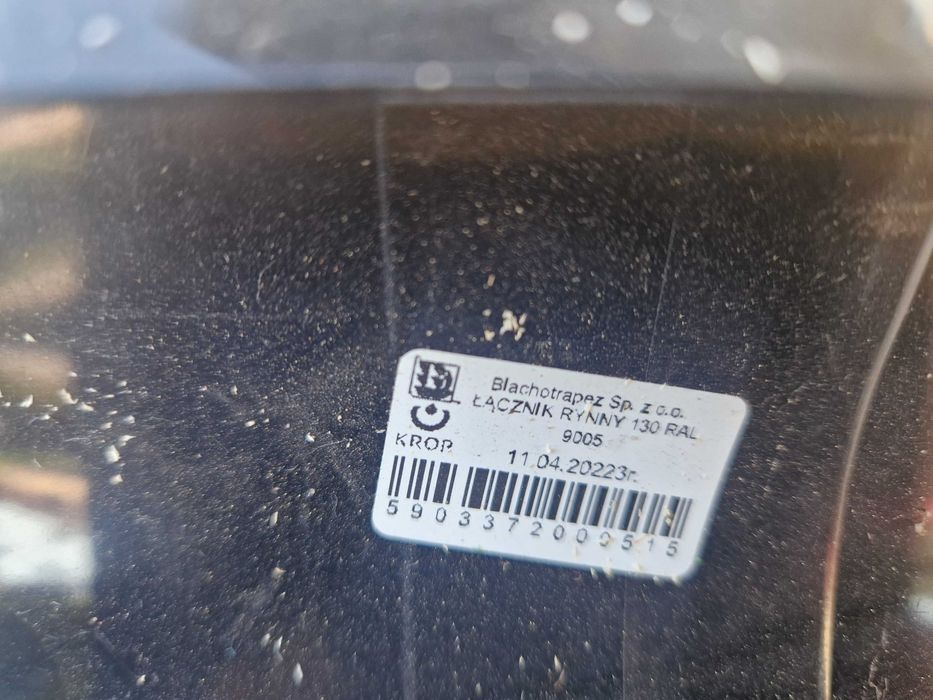 Blachotrapez Sp. z o.o.
ŁĄCZNIK RYNNY 130 RAL
9005
KROP
11.04.20223r.
5903372009515